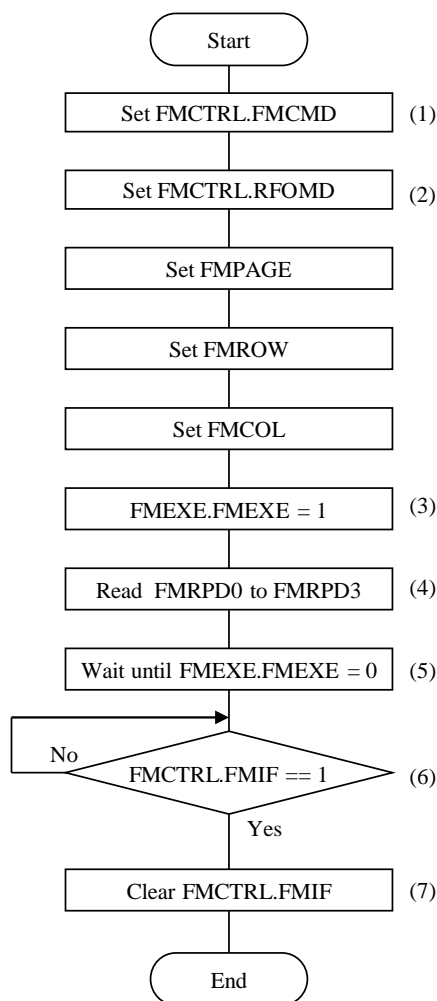 Start
Set FMCTRL.FMCMD (1)
Set FMCTRL.RFOMD (2)
Set FMPAGE
Set FMROW
Set FMCOL
FMEXE.FMEXE = 1 (3)
Read FMRPD0 to FMRPD3 (4)
Wait until FMEXE.FMEXE = 0 (5)
No
FMCTRL.FMIF == 1 (6)
Yes
Clear FMCTRL.FMIF (7)
End